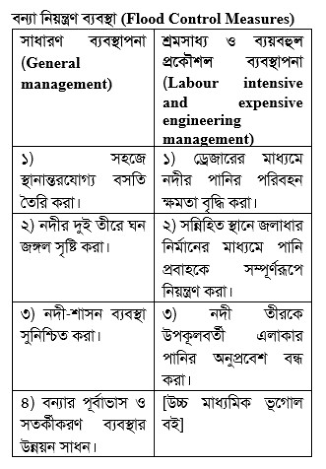 বন্যা নিয়ন্ত্রণ ব্যবস্থা (Flood Control Measures)
সাধারণ ব্যবস্থাপনা
(General
management)
শ্রমসাধ্য ও ব্যয়বহুল
প্রকৌশল ব্যবস্থাপনা
(Labour intensive
and expensive
engineering
management)
১) সহজে
স্থানান্তরযোগ্য বসতি
তৈরি করা।
১) ড্রেজারের মাধ্যমে
নদীর পানির পরিবহন
ক্ষমতা বৃদ্ধি করা।
২) নদীর দুই তীরে ঘন
জঙ্গল সৃষ্টি করা।
২) সন্নিহিত স্থানে জলাধার
নির্মানের মাধ্যমে পানি
প্রবাহকে সম্পূর্ণরূপে
নিয়ন্ত্রণ করা।
৩) নদী-শাসন ব্যবস্থা
সুনিশ্চিত করা।
৩) নদী তীরকে
উপকূলবর্তী এলাকার
পানির অনুপ্রবেশ বন্ধ
করা।
৪) বন্যার পূর্বাভাস ও
সতর্কীকরণ ব্যবস্থার
উন্নয়ন সাধন।
[উচ্চ মাধ্যমিক ভূগোল
বই]